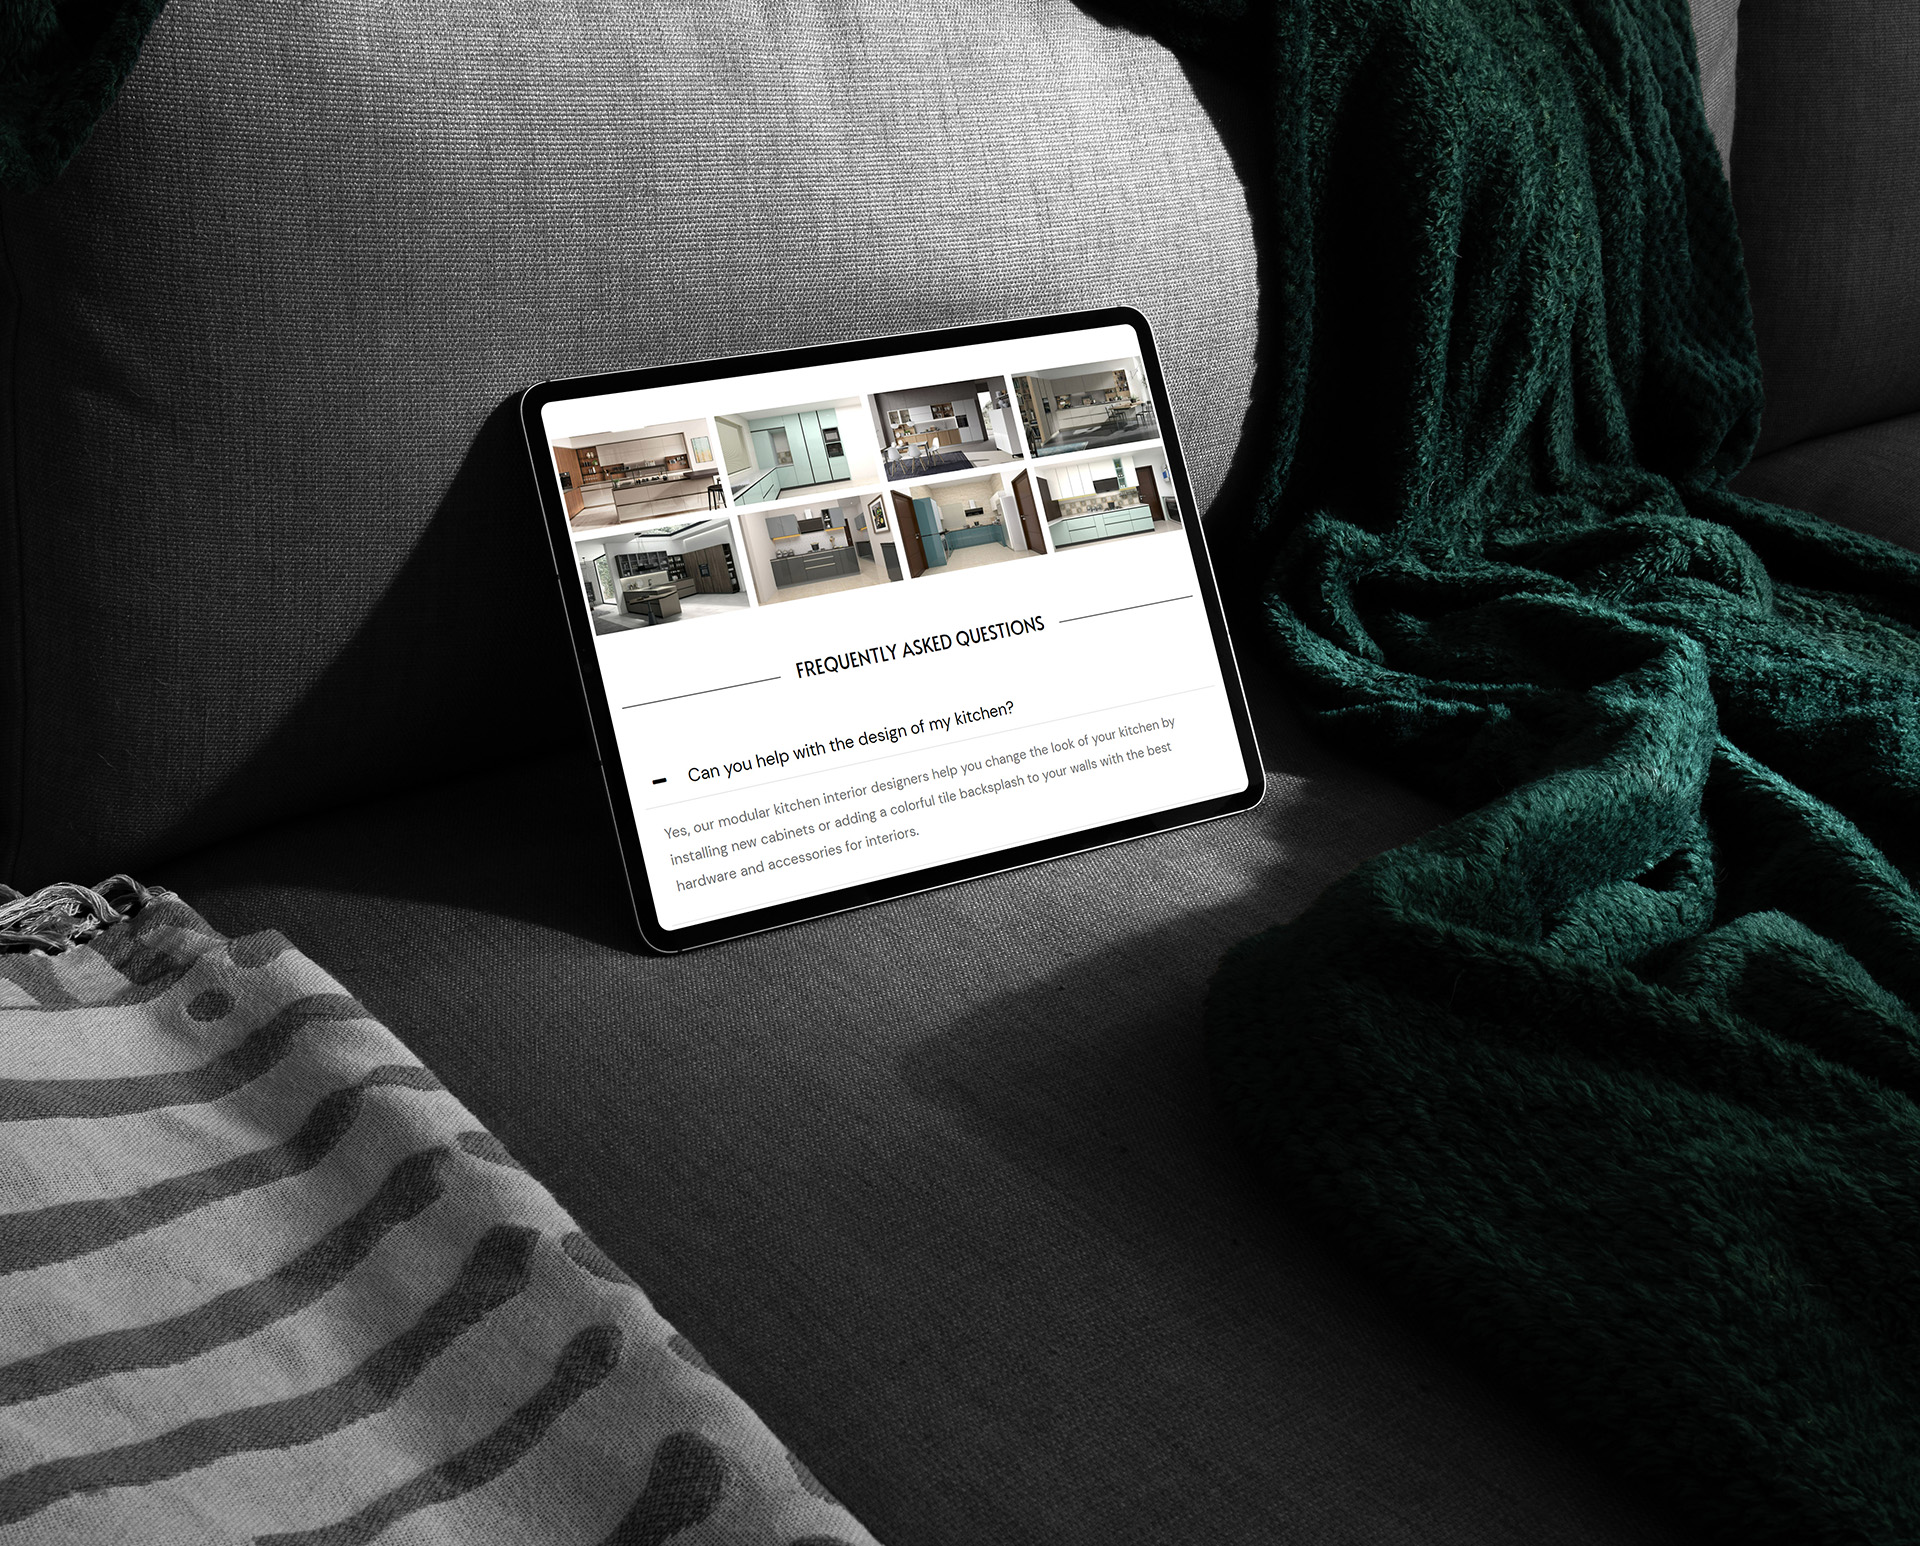 FREQUENTLY ASKED QUESTIONS
Can you help with the design of my kitchen?
Yes, our modular kitchen interior designers help you change the look of your kitchen by
installing new cabinets or adding a colorful tile backsplash to your walls with the best
hardware and accessories for interiors.